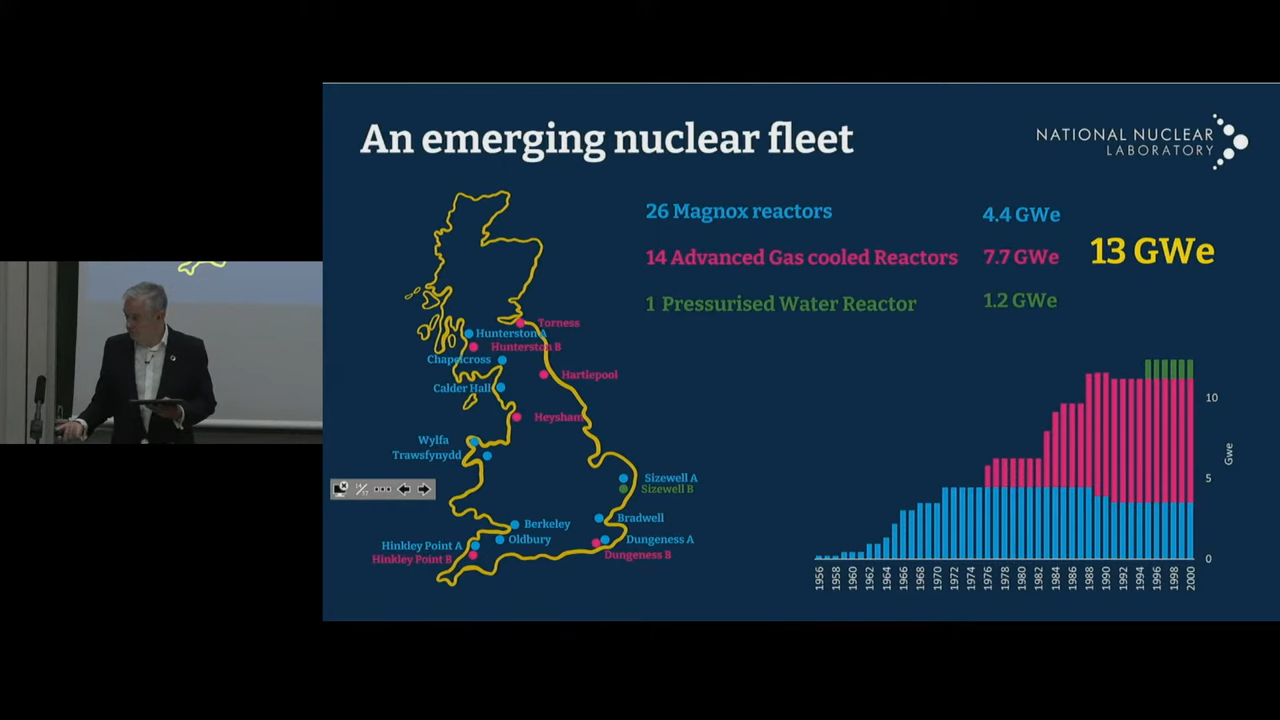 An emerging nuclear fleet
NATIONAL NUCLEAR
LABORATORY
26 Magnox reactors
4.4 GWe
14 Advanced Gas cooled Reactors
7.7 GWe
13 GWe
1 Pressurised Water Reactor
1.2 GWe
Torness
Hunterston A
Hunterston B
Chapelcross
Hartlepool
Calder Hall
Heysham
Wylfa
Trawsfynydd
Sizewell A
Sizewell B
Bradwell
Berkeley
Oldbury
Dungeness A
Dungeness B
Hinkley Point A
Hinkley Point B
10
5
0
Gwe
1956
1958
1960
1962
1964
1966
1968
1970
1972
1974
1976
1978
1980
1982
1984
1986
1988
1990
1992
1994
1996
1998
2000